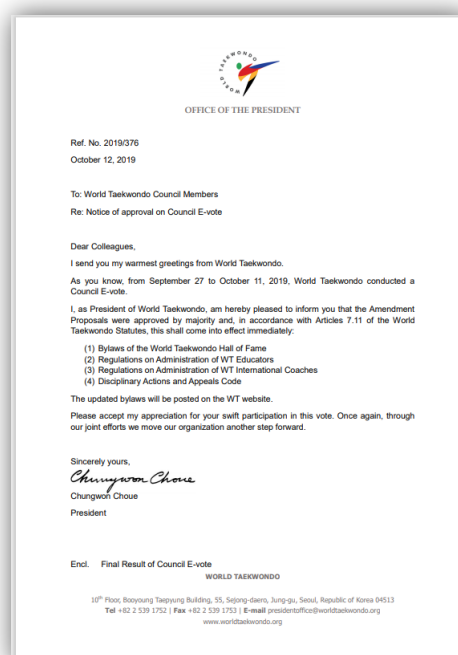 WORLD TAEKWONDO
OFFICE OF THE PRESIDENT
Ref. No. 2019/376
October 12, 2019
To: World Taekwondo Council Members
Re: Notice of approval on Council E-vote
Dear Colleagues,
I send you my warmest greetings from World Taekwondo.
As you know, from September 27 to October 11, 2019, World Taekwondo conducted a
Council E-vote.
I, as President of World Taekwondo, am hereby pleased to inform you that the Amendment
Proposals were approved by majority and, in accordance with Articles 7.11 of the World
Taekwondo Statutes, this shall come into effect immediately:
(1) Bylaws of the World Taekwondo Hall of Fame
(2) Regulations on Administration of WT Educators
(3) Regulations on Administration of WT International Coaches
(4) Disciplinary Actions and Appeals Code
The updated bylaws will be posted on the WT website.
Please accept my appreciation for your swift participation in this vote. Once again, through
our joint efforts we move our organization another step forward.
Sincerely yours,
Chungwon Choue
Chungwon Choue
President
Encl. Final Result of Council E-vote
WORLD TAEKWONDO
10th Floor, Booyoung Taepyung Building, 55, Sejong-daero, Jung-gu, Seoul, Republic of Korea 04513
Tel +82 2 539 1752 | Fax +82 2 539 1753 | E-mail presidentoffice@worldtaekwondo.org
www.worldtaekwondo.org